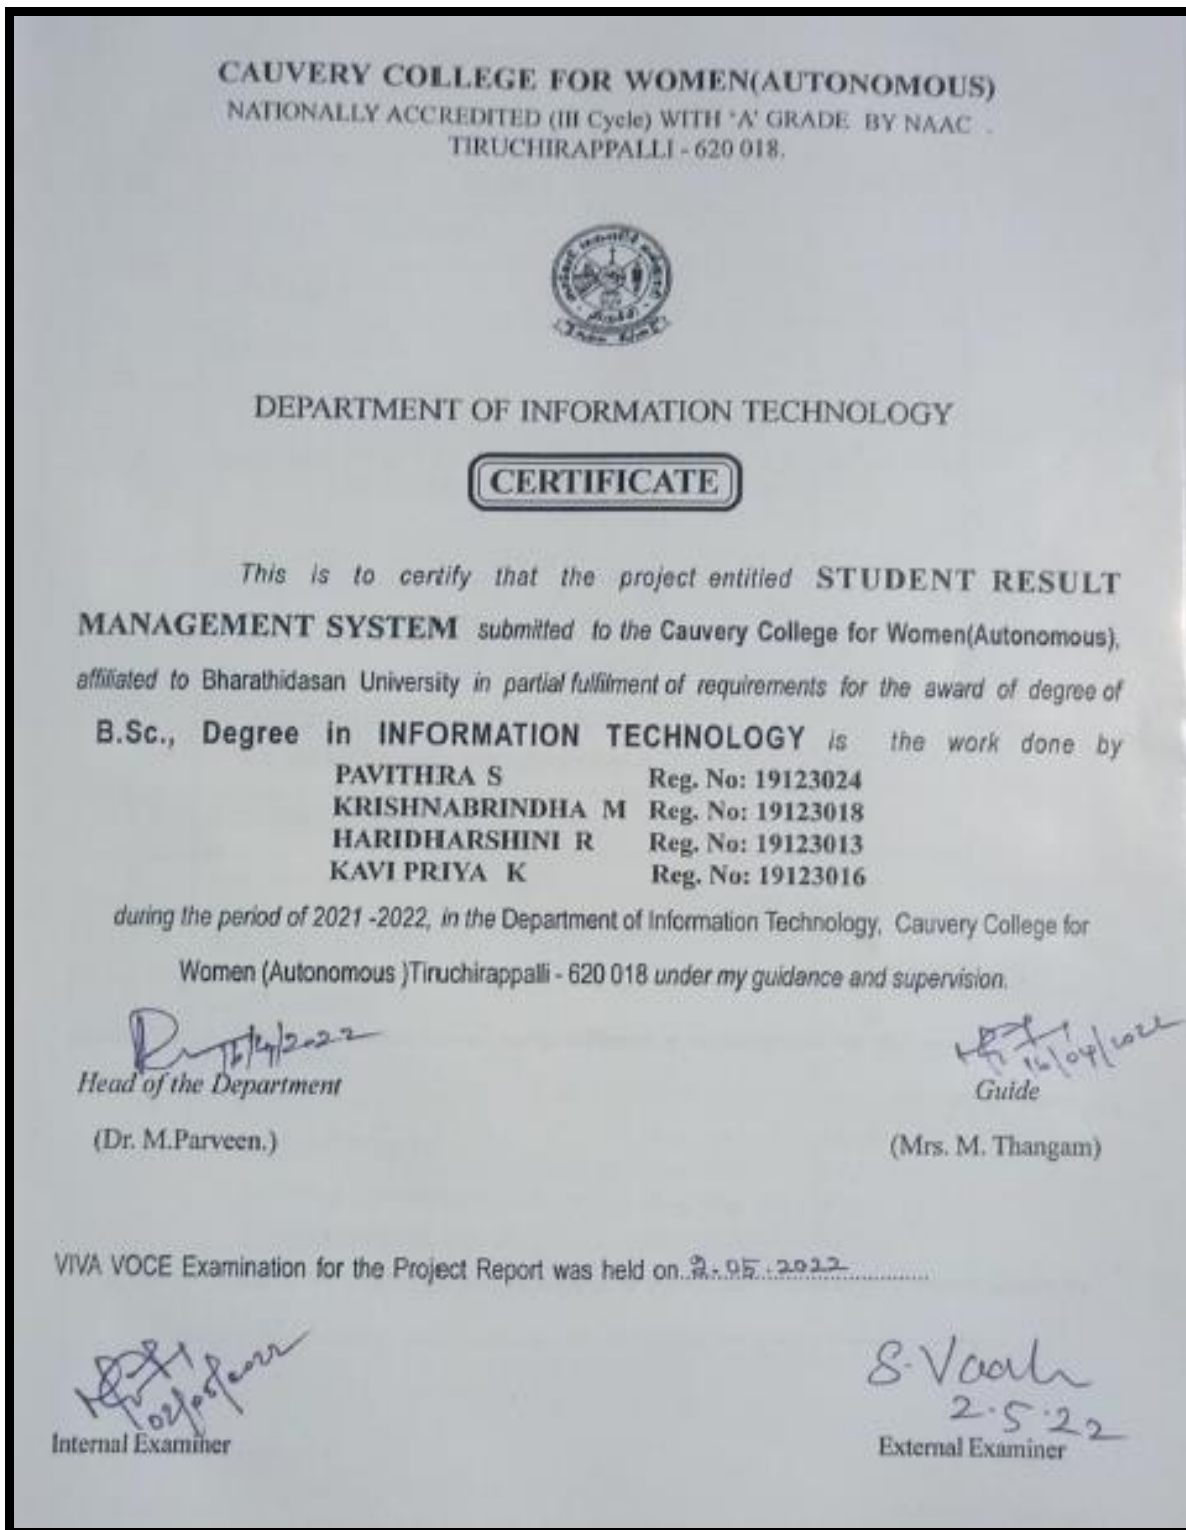 CAUVERY COLLEGE FOR WOMEN(AUTONOMOUS)
NATIONALLY ACCREDITED (III Cycle) WITH 'A' GRADE BY NAAC .
TIRUCHIRAPPALLI - 620 018.
DEPARTMENT OF INFORMATION TECHNOLOGY
CERTIFICATE
This is to certify that the project entitled STUDENT RESULT
MANAGEMENT SYSTEM submitted to the Cauvery College for Women(Autonomous),
affiliated to Bharathidasan University in partial fulfilment of requirements for the award of degree of
B.Sc., Degree in INFORMATION TECHNOLOGY is the work done by
PAVITHRA S Reg. No: 19123024
KRISHNABRINDHA M Reg. No: 19123018
HARIDHARSHINI R Reg. No: 19123013
KAVI PRIYA K Reg. No: 19123016
during the period of 2021 -2022, in the Department of Information Technology, Cauvery College for
Women (Autonomous )Tiruchirappalli - 620 018 under my guidance and supervision.
16/4/2022 16/04/2022
Head of the Department Guide
(Dr. M.Parveen.) (Mrs. M. Thangam)
VIVA VOCE Examination for the Project Report was held on..2.05.2022..............
02/05/2022 2.5.22
Internal Examiner External Examiner